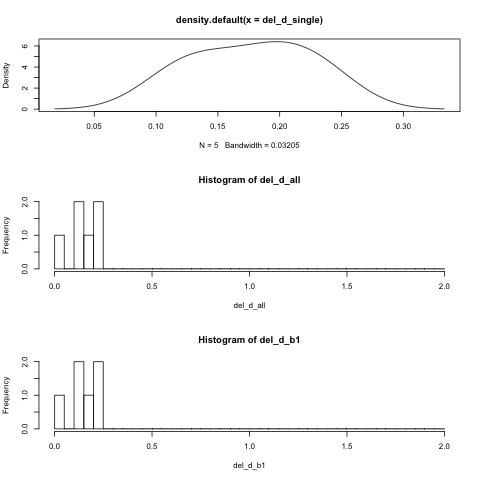 density.default(x = del_d_single)
Density
0 2 4 6
0.05 0.10 0.15 0.20 0.25 0.30
N = 5 Bandwidth = 0.03205
Histogram of del_d_all
Frequency
0.0 1.0 2.0
0.0 0.5 1.0 1.5 2.0
del_d_all
Histogram of del_d_b1
Frequency
0.0 1.0 2.0
0.0 0.5 1.0 1.5 2.0
del_d_b1